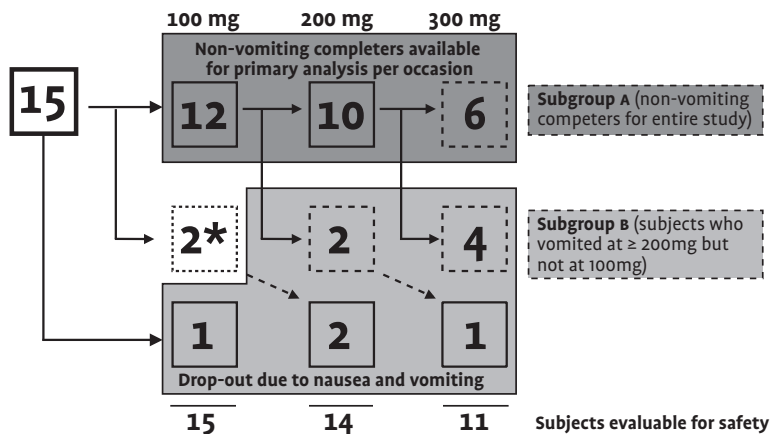 100 mg 200 mg 300 mg
Non-vomiting completers available
for primary analysis per occasion
15
12 10 6
Subgroup A (non-vomiting
competers for entire study)
2* 2 4
Subgroup B (subjects who
vomited at ≥ 200mg but
not at 100mg)
1 2 1
Drop-out due to nausea and vomiting
15 14 11 Subjects evaluable for safety